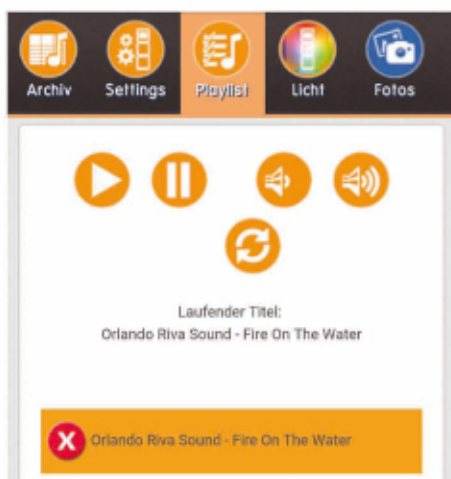 Archiv Settings Playlist Licht Fotos
Laufender Titel:
Orlando Riva Sound - Fire On The Water
X Orlando Riva Sound - Fire On The Water